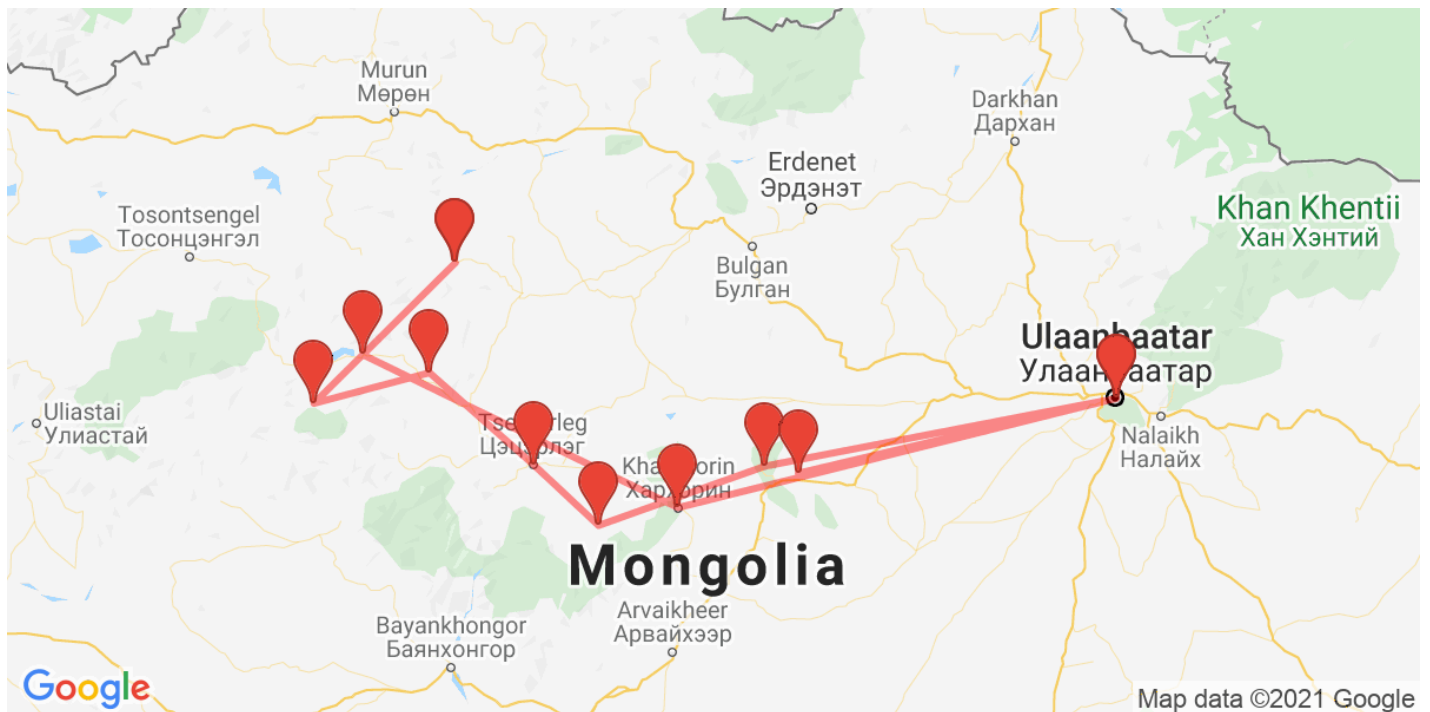 Murun
Мөрөн
Darkhan
Дархан
Erdenet
Эрдэнэт
Khan Khentii
Хан Хэнтий
Tosontsengel
Тосонцэнгэл
Bulgan
Булган
Ulaanbaatar
Улаанбаатар
Uliastai
Улиастай
Tsetserleg
Цэцэрлэг
Nalaikh
Налайх
Kharkhorin
Хархорин
Mongolia
Arvaikheer
Арвайхээр
Bayankhongor
Баянхонгор
Google
Map data ©2021 Google